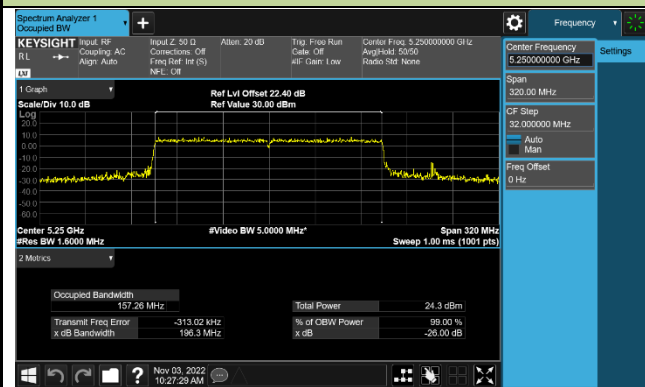 Spectrum Analyzer 1
Occupied BW
Frequency
KEYSIGHT
RL
LXI
Input: RF
Coupling: AC
Align: Auto
Input Z: 50 Ω
Corrections: Off
Freq Ref: Int (S)
NFE: Off
Atten: 20 dB
Trig: Free Run
Gate: Off
#IF Gain: Low
Center Freq: 5.250000000 GHz
Avg|Hold: 50/50
Radio Std: None
Center Frequency
5.250000000 GHz
Settings
Span
320.00 MHz
CF Step
32.000000 MHz
Auto
Man
Freq Offset
0 Hz
1 Graph
Scale/Div 10.0 dB
Ref Lvl Offset 22.40 dB
Ref Value 30.00 dBm
Log
20.0
10.0
0.00
-10.0
-20.0
-30.0
-40.0
-50.0
-60.0
Center 5.25 GHz
#Res BW 1.6000 MHz
#Video BW 5.0000 MHz*
Span 320 MHz
Sweep 1.00 ms (1001 pts)
2 Metrics
Occupied Bandwidth
157.26 MHz
Total Power 24.3 dBm
Transmit Freq Error -313.02 kHz
% of OBW Power 99.00 %
x dB Bandwidth 196.3 MHz
x dB -26.00 dB
?
Nov 03, 2022
10:27:29 AM